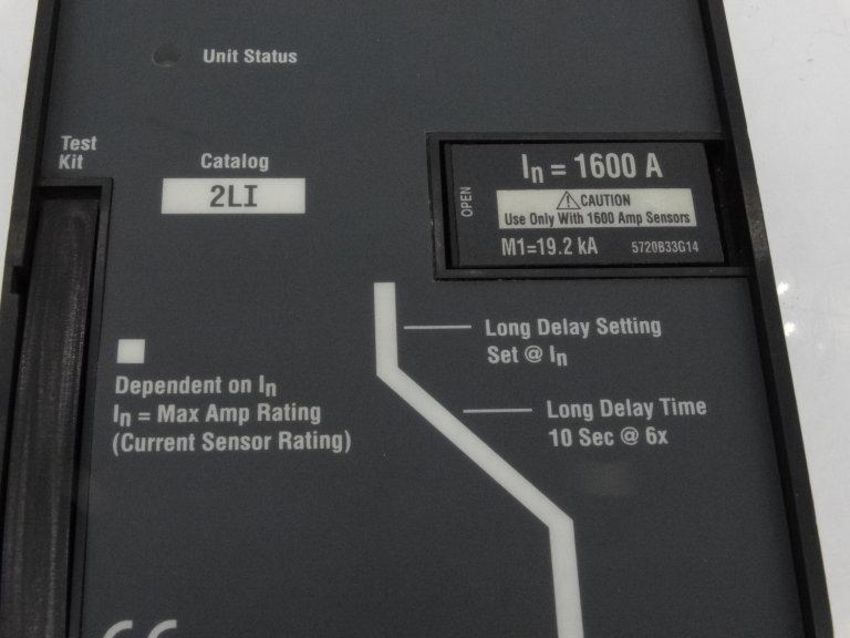 Unit Status
Test
Kit
Catalog
2LI
OPEN
In = 1600 A
CAUTION
Use Only With 1600 Amp Sensors
M1=19.2 kA 5720B33G14
Long Delay Setting
Set @ In
Dependent on In
In = Max Amp Rating
(Current Sensor Rating)
Long Delay Time
10 Sec @ 6x